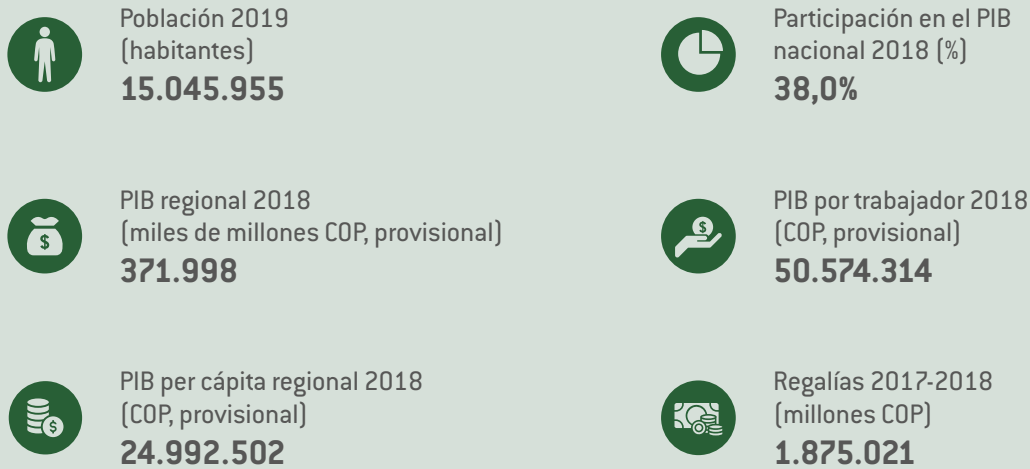 Población 2019
(habitantes)
15.045.955
Participación en el PIB
nacional 2018 (%)
38,0%
PIB regional 2018
(miles de millones COP, provisional)
$
371.998
PIB por trabajador 2018
(COP, provisional)
$
50.574.314
PIB per cápita regional 2018
(COP, provisional)
$
24.992.502
Regalías 2017-2018
(millones COP)
1.875.021